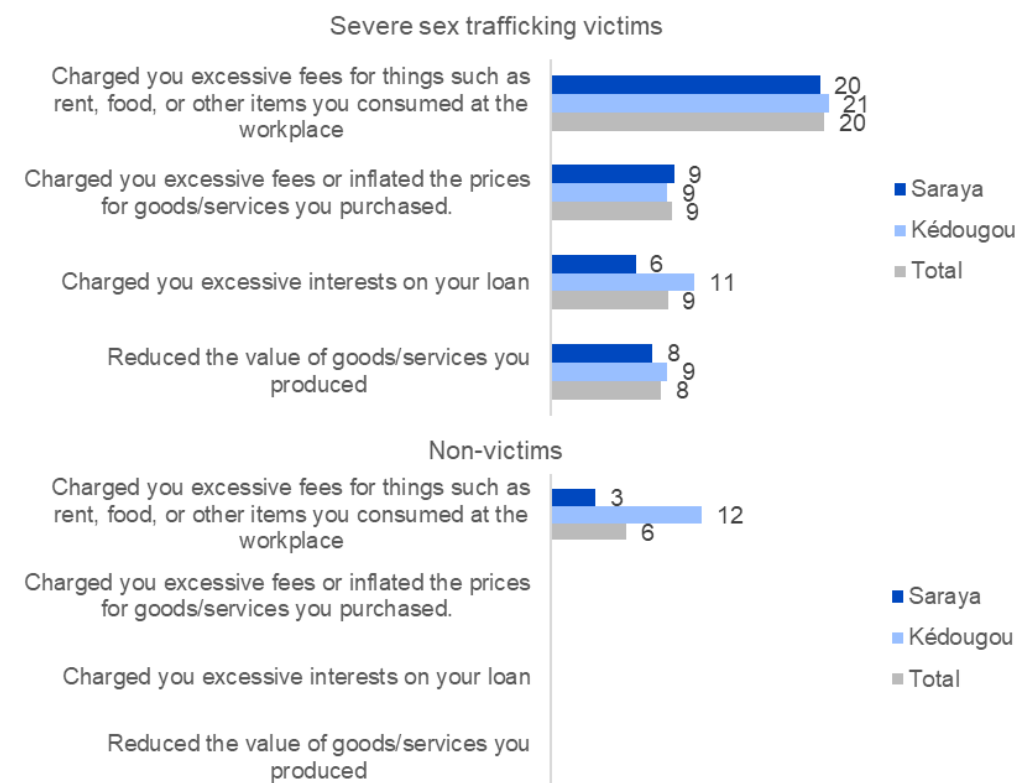 Severe sex trafficking victims
Charged you excessive fees for things such as
rent, food, or other items you consumed at the
workplace
20
21
20
Charged you excessive fees or inflated the prices
for goods/services you purchased.
9
9
9
Charged you excessive interests on your loan
6
11
9
Reduced the value of goods/services you
produced
8
9
8
Saraya
Kédougou
Total
Non-victims
Charged you excessive fees for things such as
rent, food, or other items you consumed at the
workplace
3
12
6
Charged you excessive fees or inflated the prices
for goods/services you purchased.
Charged you excessive interests on your loan
Reduced the value of goods/services you
produced
Saraya
Kédougou
Total